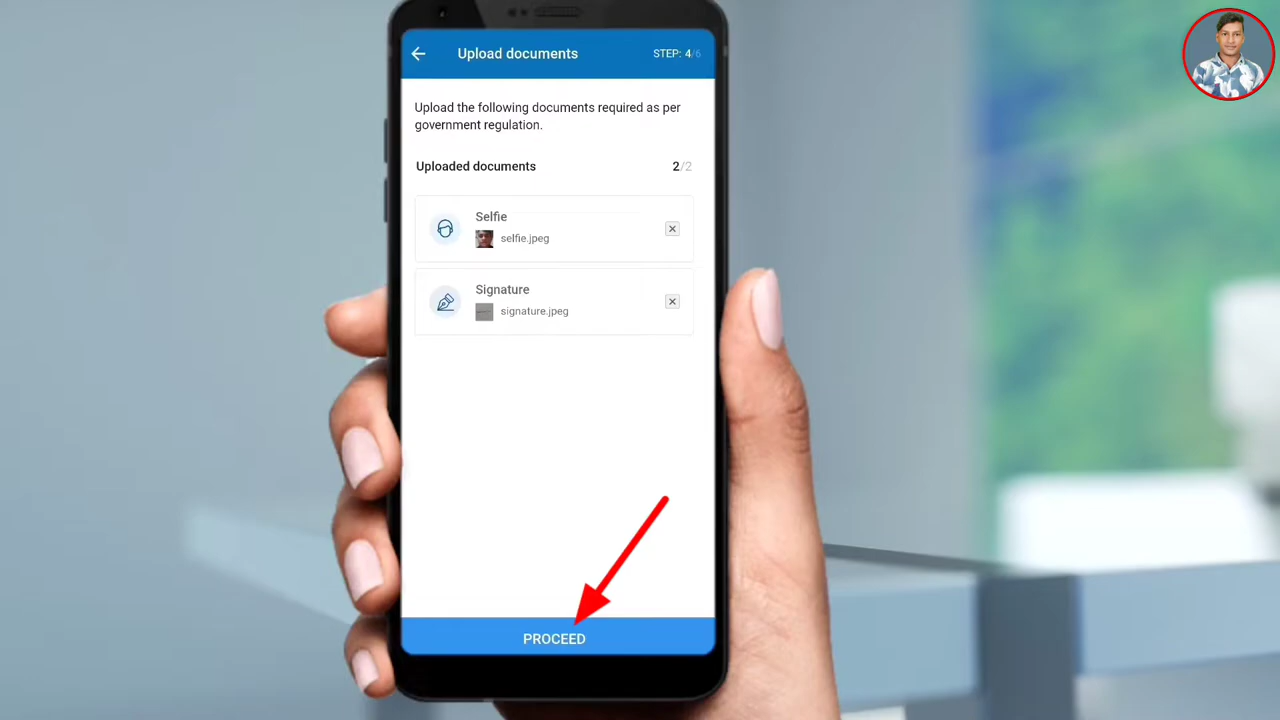 Upload documents
STEP: 4/6
Upload the following documents required as per
government regulation.
Uploaded documents
2/2
Selfie
selfie.jpeg
Signature
signature.jpeg
PROCEED